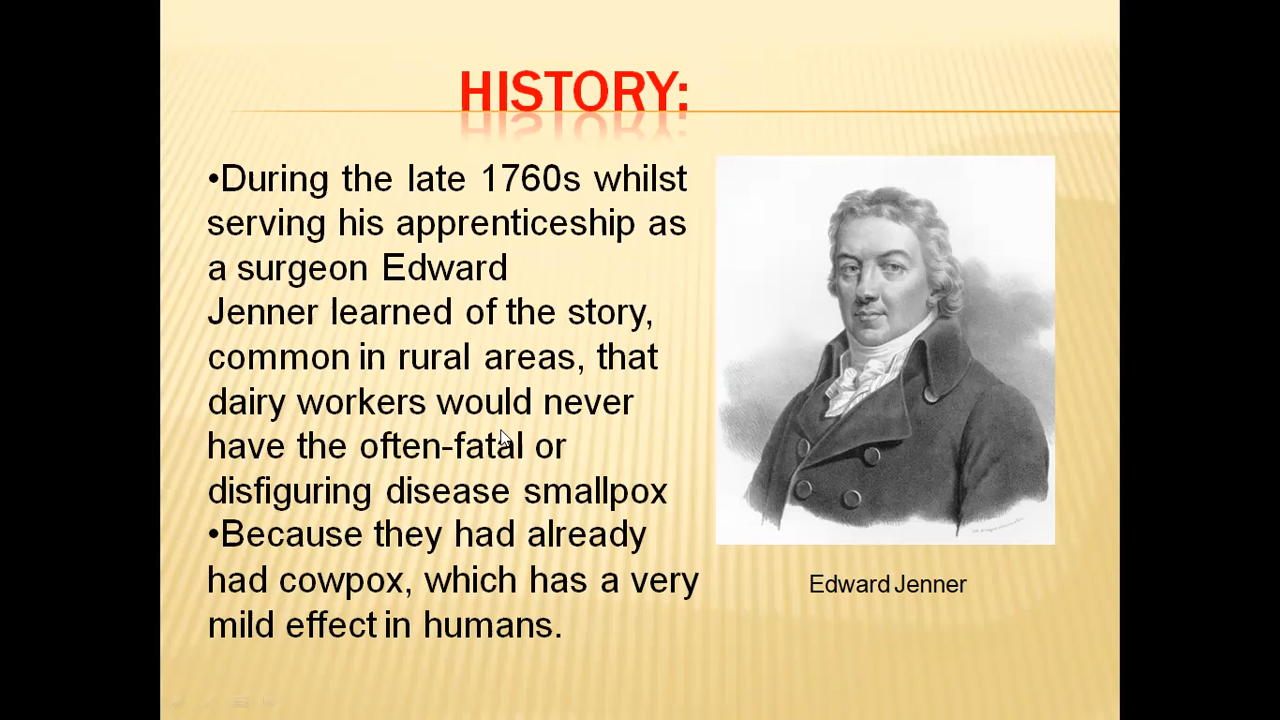 HISTORY:
•During the late 1760s whilst
serving his apprenticeship as
a surgeon Edward
Jenner learned of the story,
common in rural areas, that
dairy workers would never
have the often-fatal or
disfiguring disease smallpox
•Because they had already
had cowpox, which has a very
mild effect in humans.
Edward Jenner